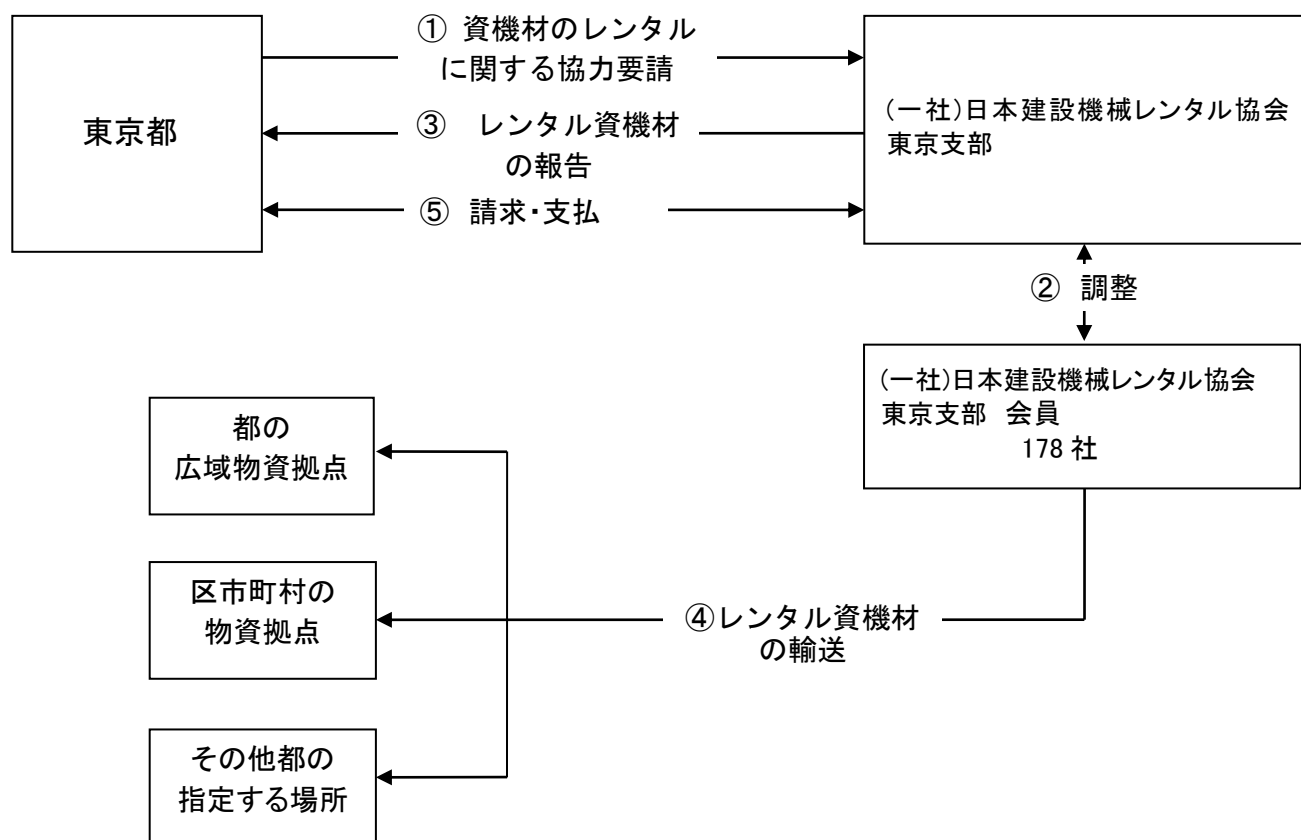 東京都
① 資機材のレンタル
に関する協力要請
③ レンタル資機材
の報告
⑤ 請求・支払
(一社)日本建設機械レンタル協会
東京支部
② 調整
(一社)日本建設機械レンタル協会
東京支部 会員
178 社
都の
広域物資拠点
区市町村の
物資拠点
その他都の
指定する場所
④レンタル資機材
の輸送